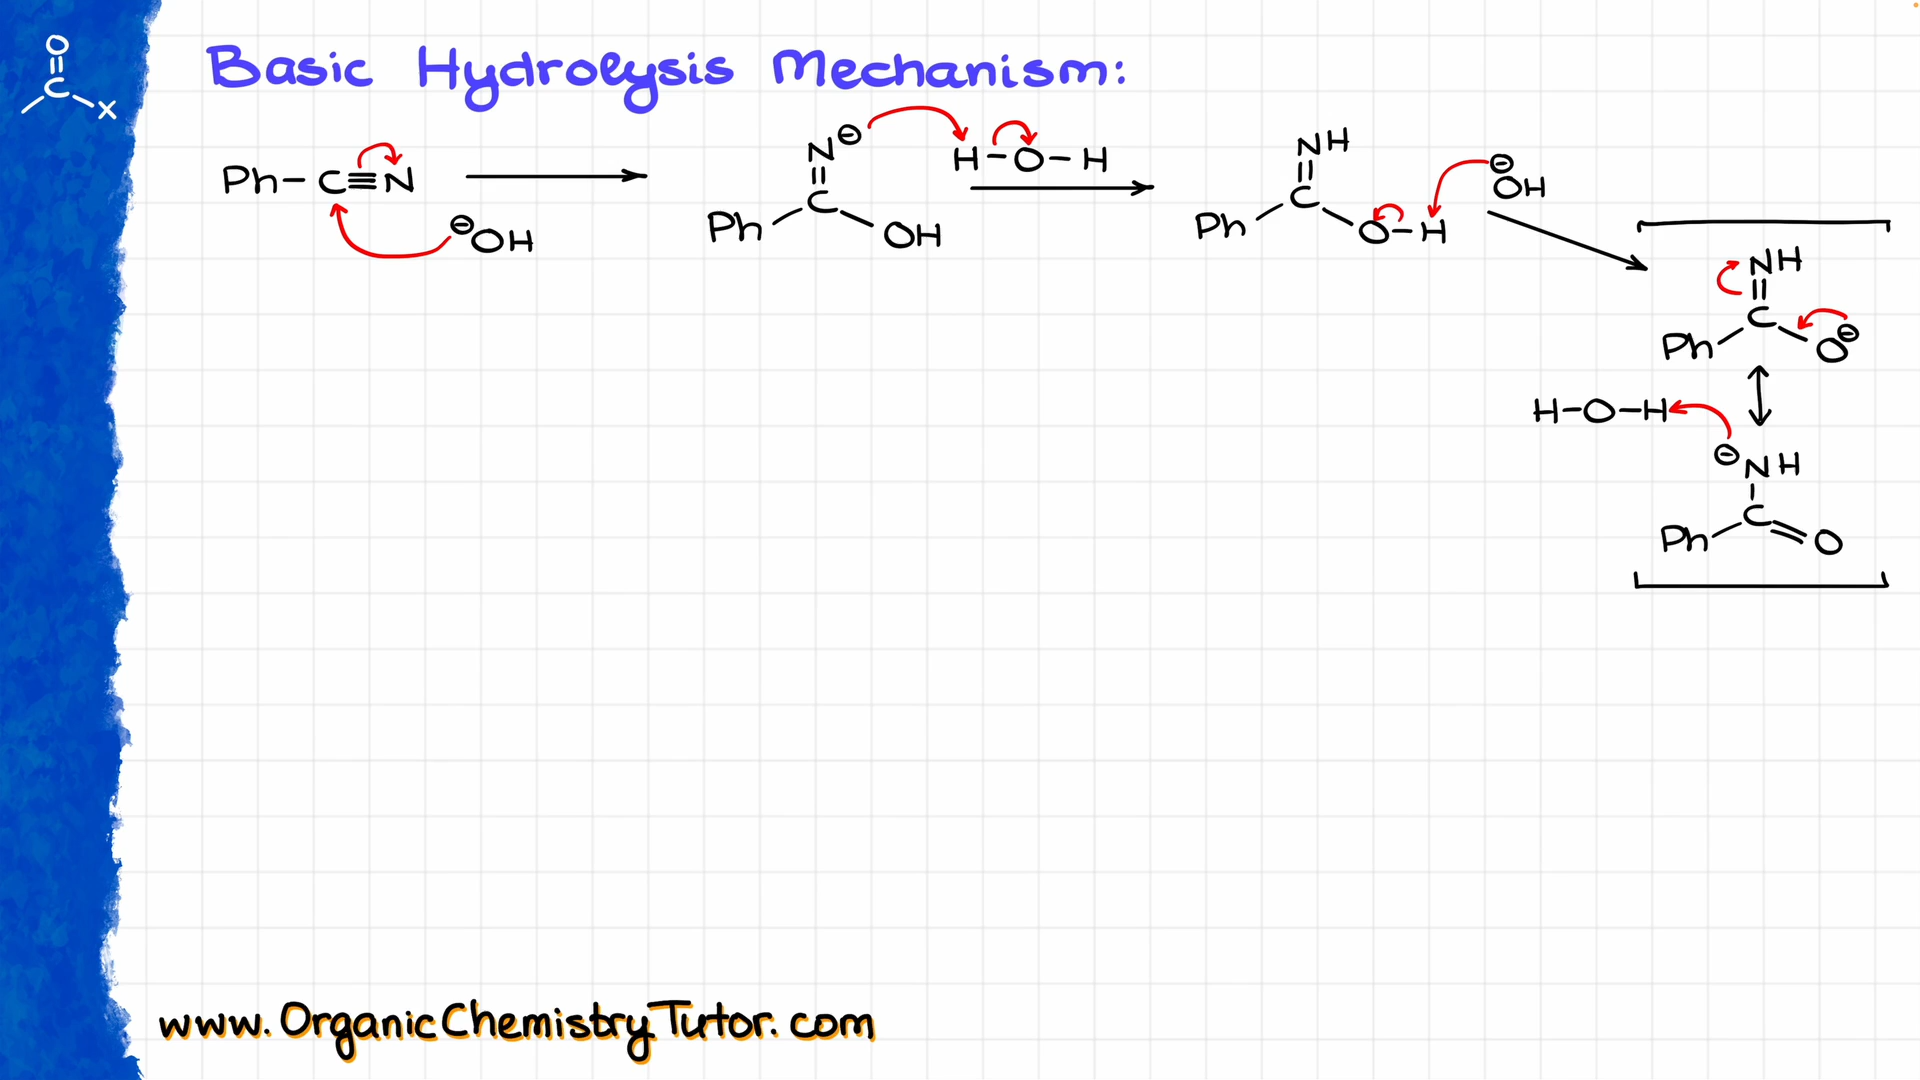 Basic Hydrolysis Mechanism:
O
C
X
Ph–C≡N
⊖OH
N⊖
C
Ph
OH
H–O–H
NH
C
Ph
O–H
⊖
OH
NH
C
Ph
O⊖
H–O–H
⊖NH
C
Ph
O
www.OrganicChemistryTutor.com